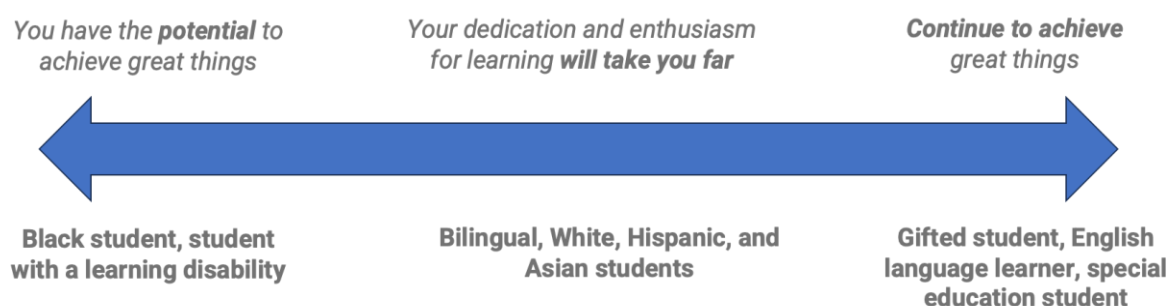 You have the potential to
achieve great things
Your dedication and enthusiasm
for learning will take you far
Continue to achieve
great things
Black student, student
with a learning disability
Bilingual, White, Hispanic, and
Asian students
Gifted student, English
language learner, special
education student